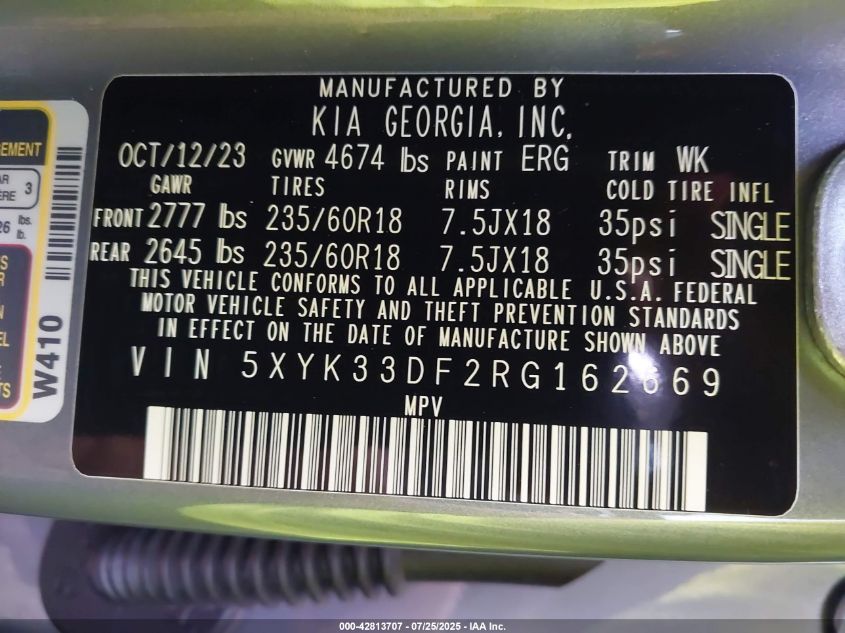 MANUFACTURED BY
KIA GEORGIA, INC.
OCT/12/23 GVWR 4674 lbs PAINT ERG TRIM WK
GAWR TIRES RIMS COLD TIRE INFL
FRONT 2777 lbs 235/60R18 7.5JX18 35psi SINGLE
REAR 2645 lbs 235/60R18 7.5JX18 35psi SINGLE
THIS VEHICLE CONFORMS TO ALL APPLICABLE U.S.A. FEDERAL
MOTOR VEHICLE SAFETY AND THEFT PREVENTION STANDARDS
IN EFFECT ON THE DATE OF MANUFACTURE SHOWN ABOVE
VIN 5XYK33DF2RG162669
MPV
W410
3
lbs.
lb.
000-42813707 - 07/25/2025 - IAA Inc.